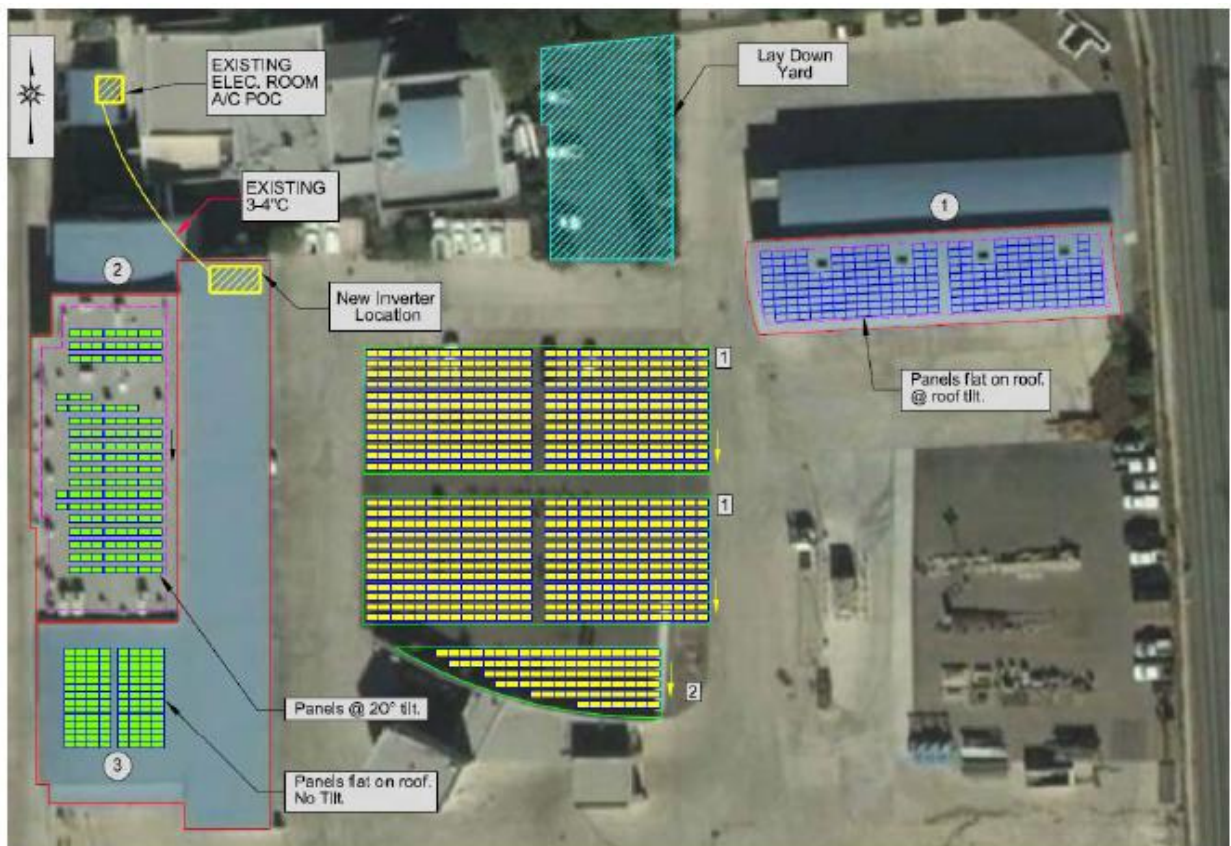 EXISTING
ELEC. ROOM
A/C POC
Lay Down
Yard
EXISTING
3-4"C
1
2
New Inverter
Location
1
Panels flat on roof.
@ roof tilt.
1
2
Panels @ 20° tilt.
3
Panels flat on roof.
No Tilt.